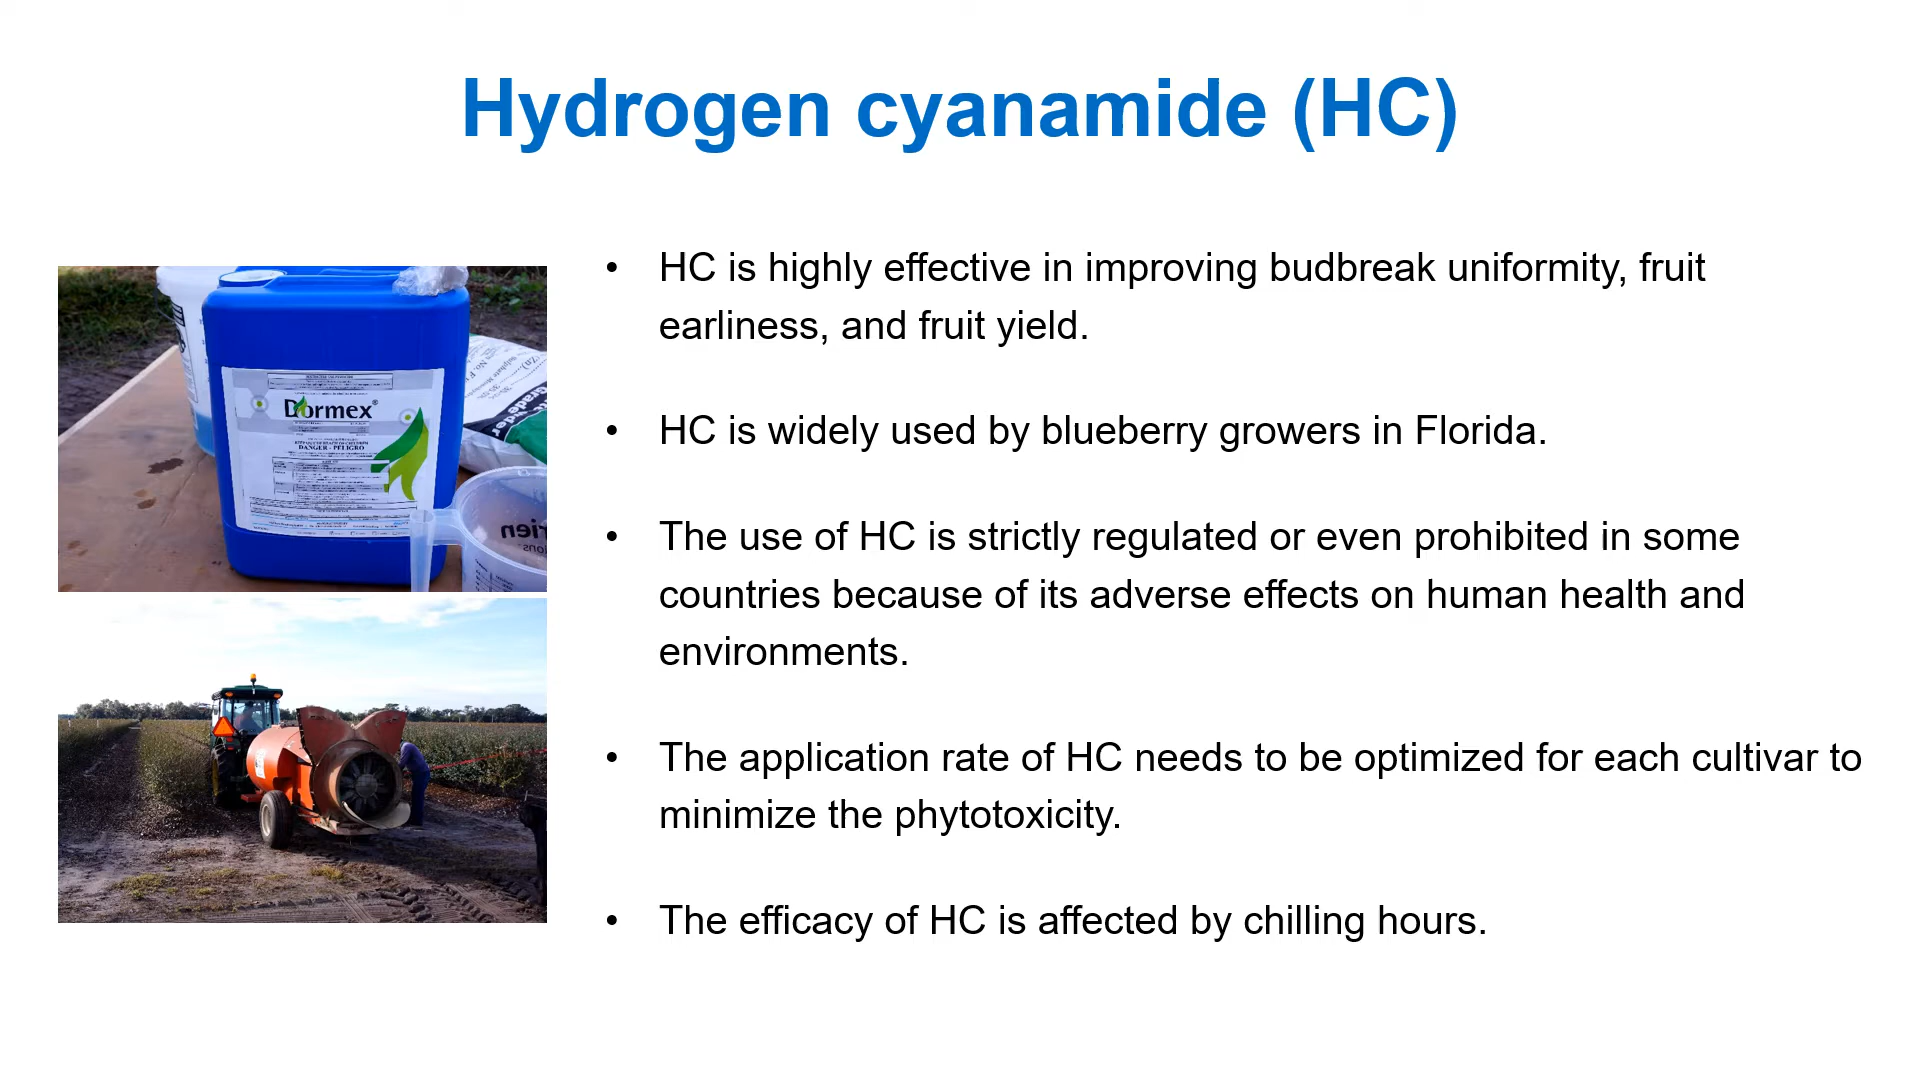 Hydrogen cyanamide (HC)
Dormex®
DANGER - PELIGRO
• HC is highly effective in improving budbreak uniformity, fruit
earliness, and fruit yield.
• HC is widely used by blueberry growers in Florida.
• The use of HC is strictly regulated or even prohibited in some
countries because of its adverse effects on human health and
environments.
• The application rate of HC needs to be optimized for each cultivar to
minimize the phytotoxicity.
• The efficacy of HC is affected by chilling hours.